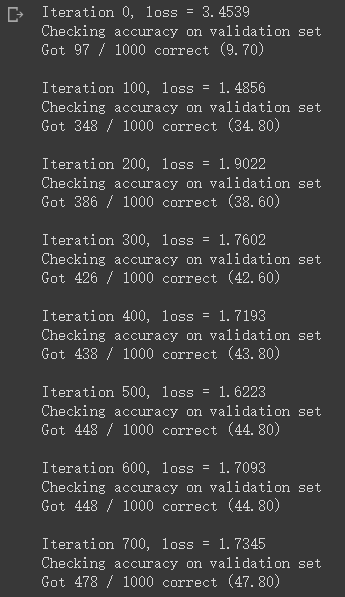 Iteration 0, loss = 3.4539
Checking accuracy on validation set
Got 97 / 1000 correct (9.70)
Iteration 100, loss = 1.4856
Checking accuracy on validation set
Got 348 / 1000 correct (34.80)
Iteration 200, loss = 1.9022
Checking accuracy on validation set
Got 386 / 1000 correct (38.60)
Iteration 300, loss = 1.7602
Checking accuracy on validation set
Got 426 / 1000 correct (42.60)
Iteration 400, loss = 1.7193
Checking accuracy on validation set
Got 438 / 1000 correct (43.80)
Iteration 500, loss = 1.6223
Checking accuracy on validation set
Got 448 / 1000 correct (44.80)
Iteration 600, loss = 1.7093
Checking accuracy on validation set
Got 448 / 1000 correct (44.80)
Iteration 700, loss = 1.7345
Checking accuracy on validation set
Got 478 / 1000 correct (47.80)